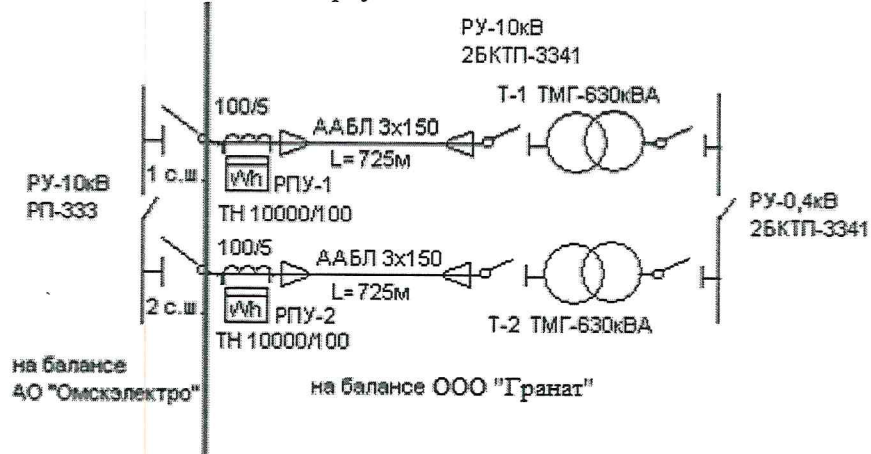 РУ-10кВ
2БКТП-3341
100/5
Т-1 ТМГ-630кВА
ААБЛ 3х150
L=725м
1 с.ш.
Wh
РПУ-1
РУ-10кВ
РП-333
ТН 10000/100
РУ-0,4кВ
2БКТП-3341
100/5
ААБЛ 3х150
L=725м
2 с.ш.
Wh
РПУ-2
Т-2 ТМГ-630кВА
ТН 10000/100
на балансе
АО "Омскэлектро"
на балансе ООО "Гранат"